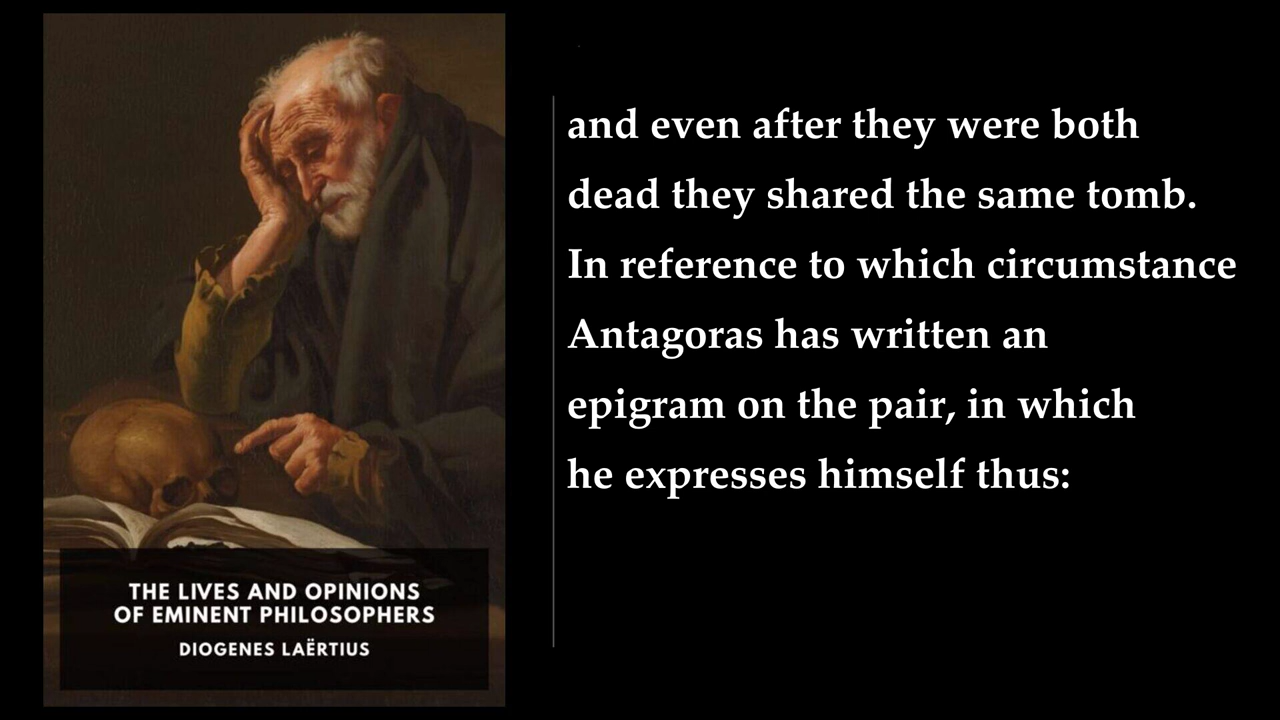 THE LIVES AND OPINIONS
OF EMINENT PHILOSOPHERS
DIOGENES LAËRTIUS
and even after they were both
dead they shared the same tomb.
In reference to which circumstance
Antagoras has written an
epigram on the pair, in which
he expresses himself thus: